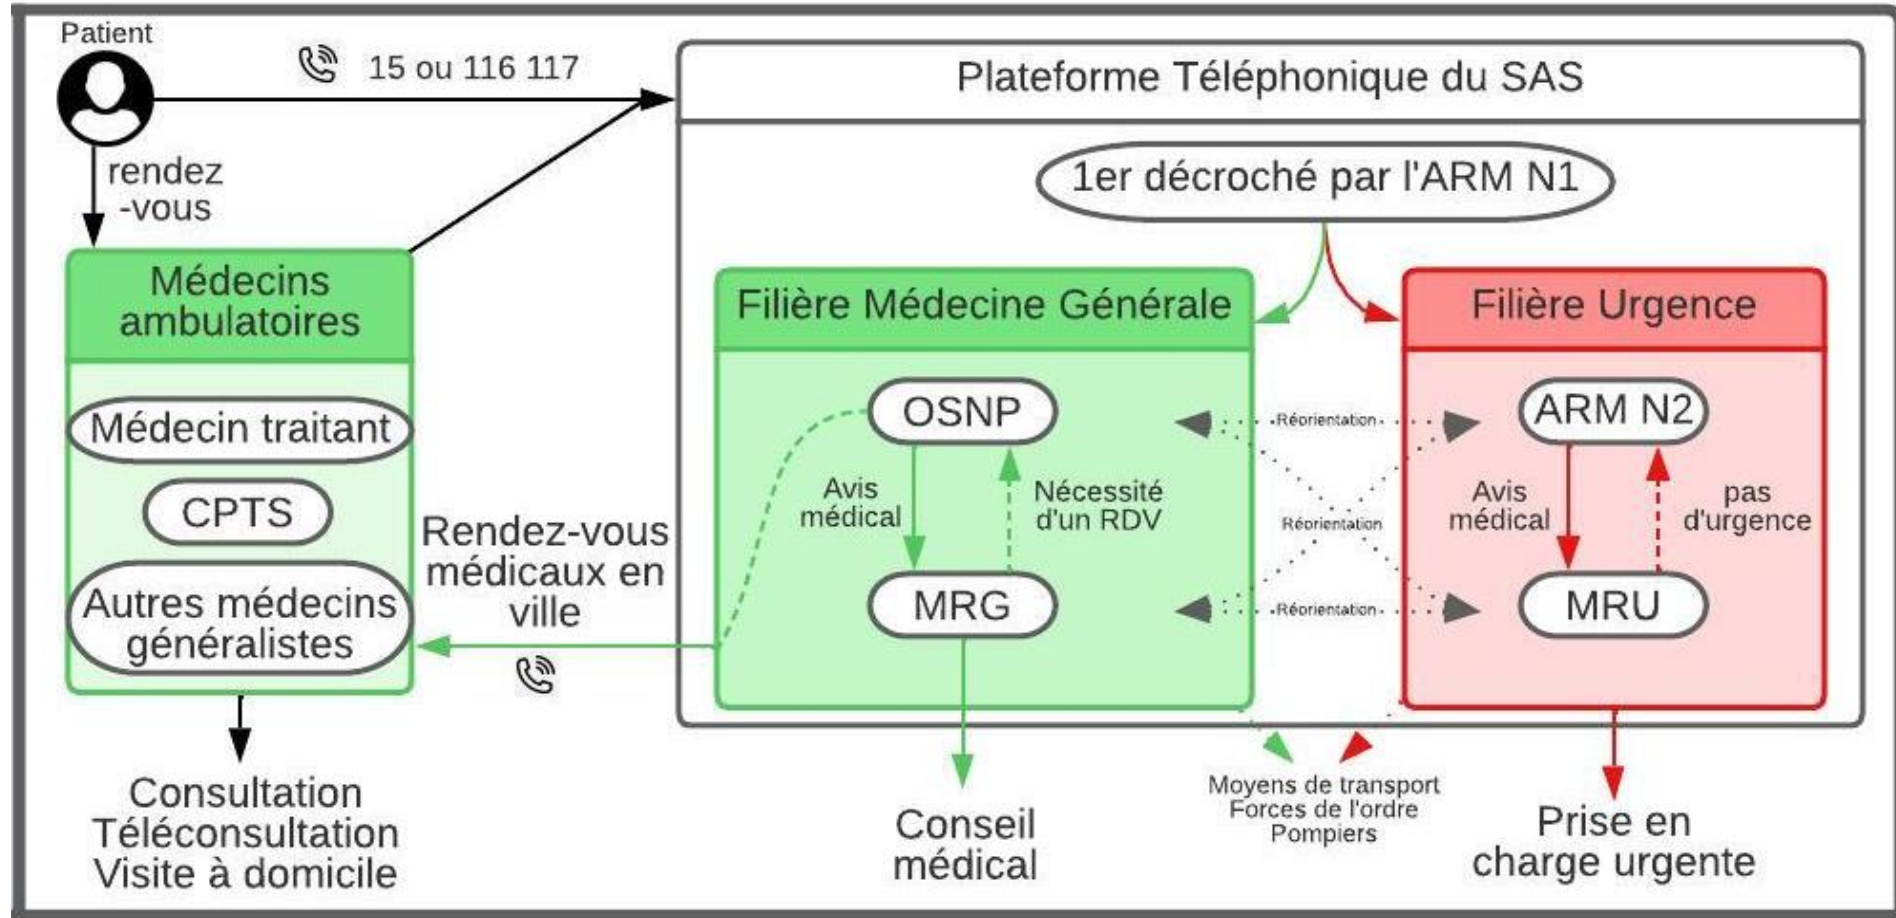 Patient
15 ou 116 117
rendez
-vous
Médecins
ambulatoires
Médecin traitant
CPTS
Autres médecins
généralistes
Consultation
Téléconsultation
Visite à domicile
Rendez-vous
médicaux en
ville
Plateforme Téléphonique du SAS
1er décroché par l'ARM N1
Filière Médecine Générale
OSNP
Avis
médical
Nécessité
d'un RDV
MRG
Conseil
médical
Réorientation
Réorientation
Réorientation
Filière Urgence
ARM N2
Avis
médical
pas
d'urgence
MRU
Moyens de transport
Forces de l'ordre
Pompiers
Prise en
charge urgente